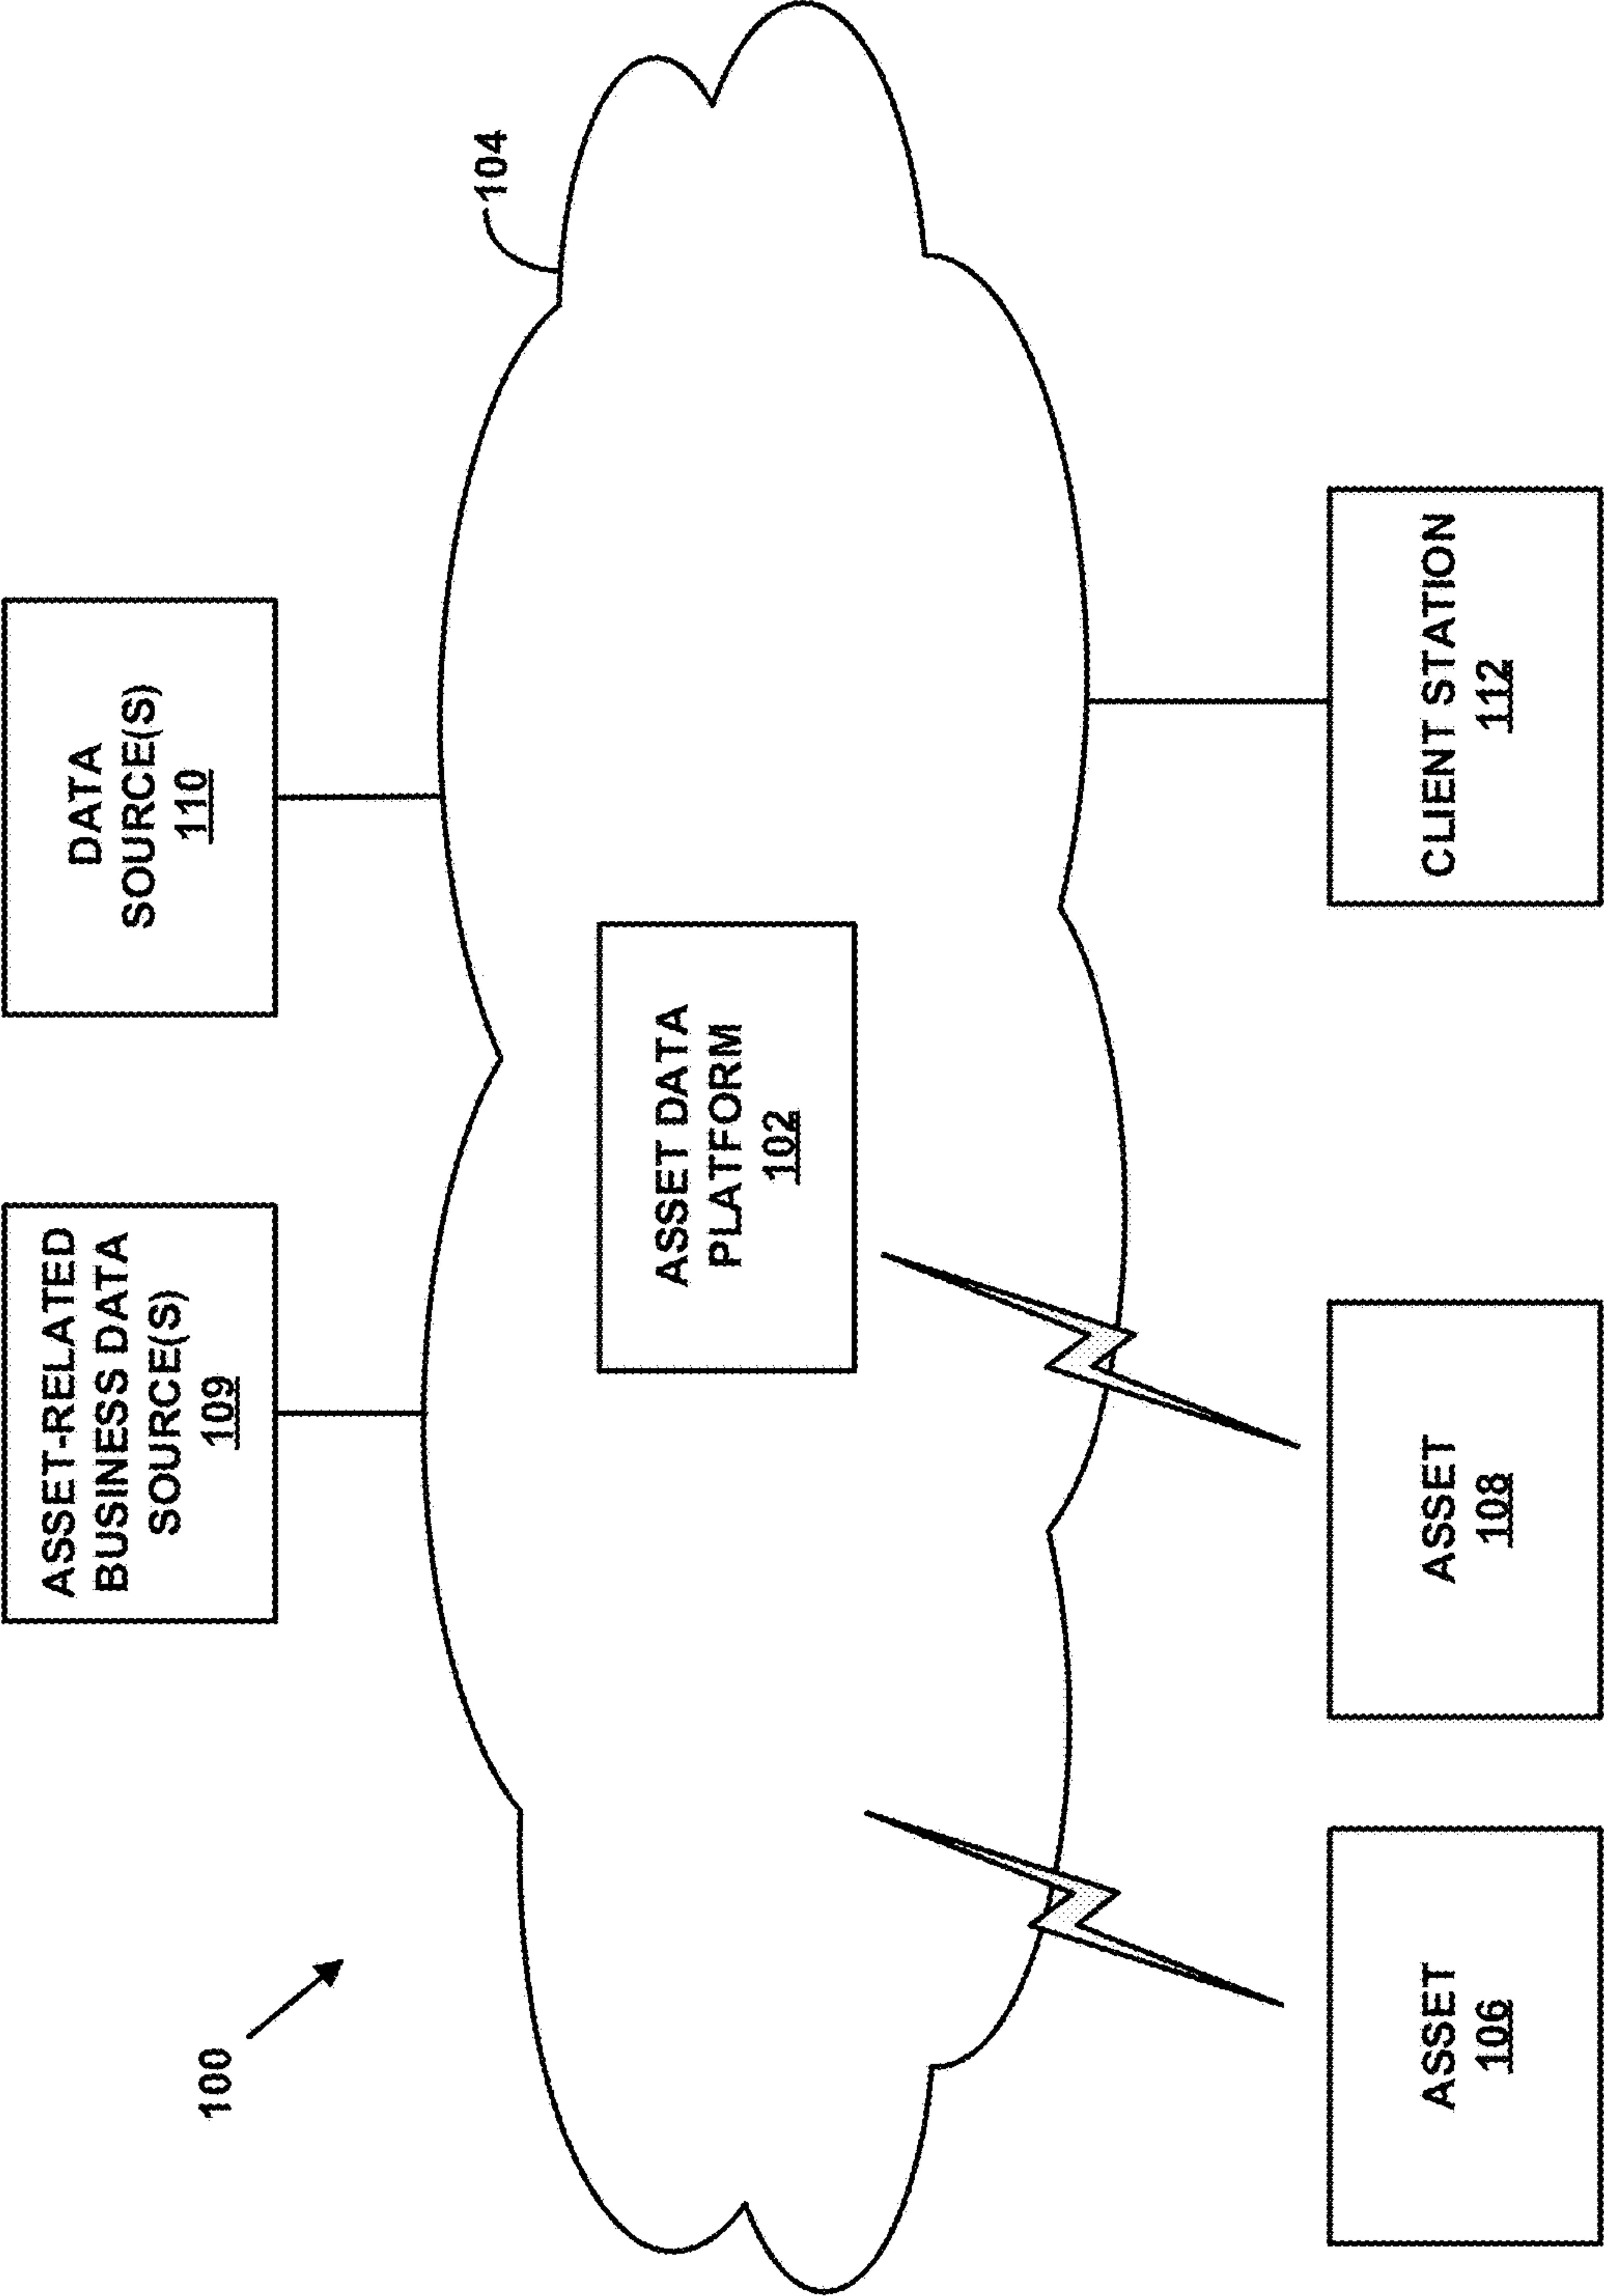 100
ASSET-RELATED
BUSINESS DATA
SOURCE(S)
109
DATA
SOURCE(S)
110
104
ASSET DATA
PLATFORM
102
ASSET
106
ASSET
108
CLIENT STATION
112